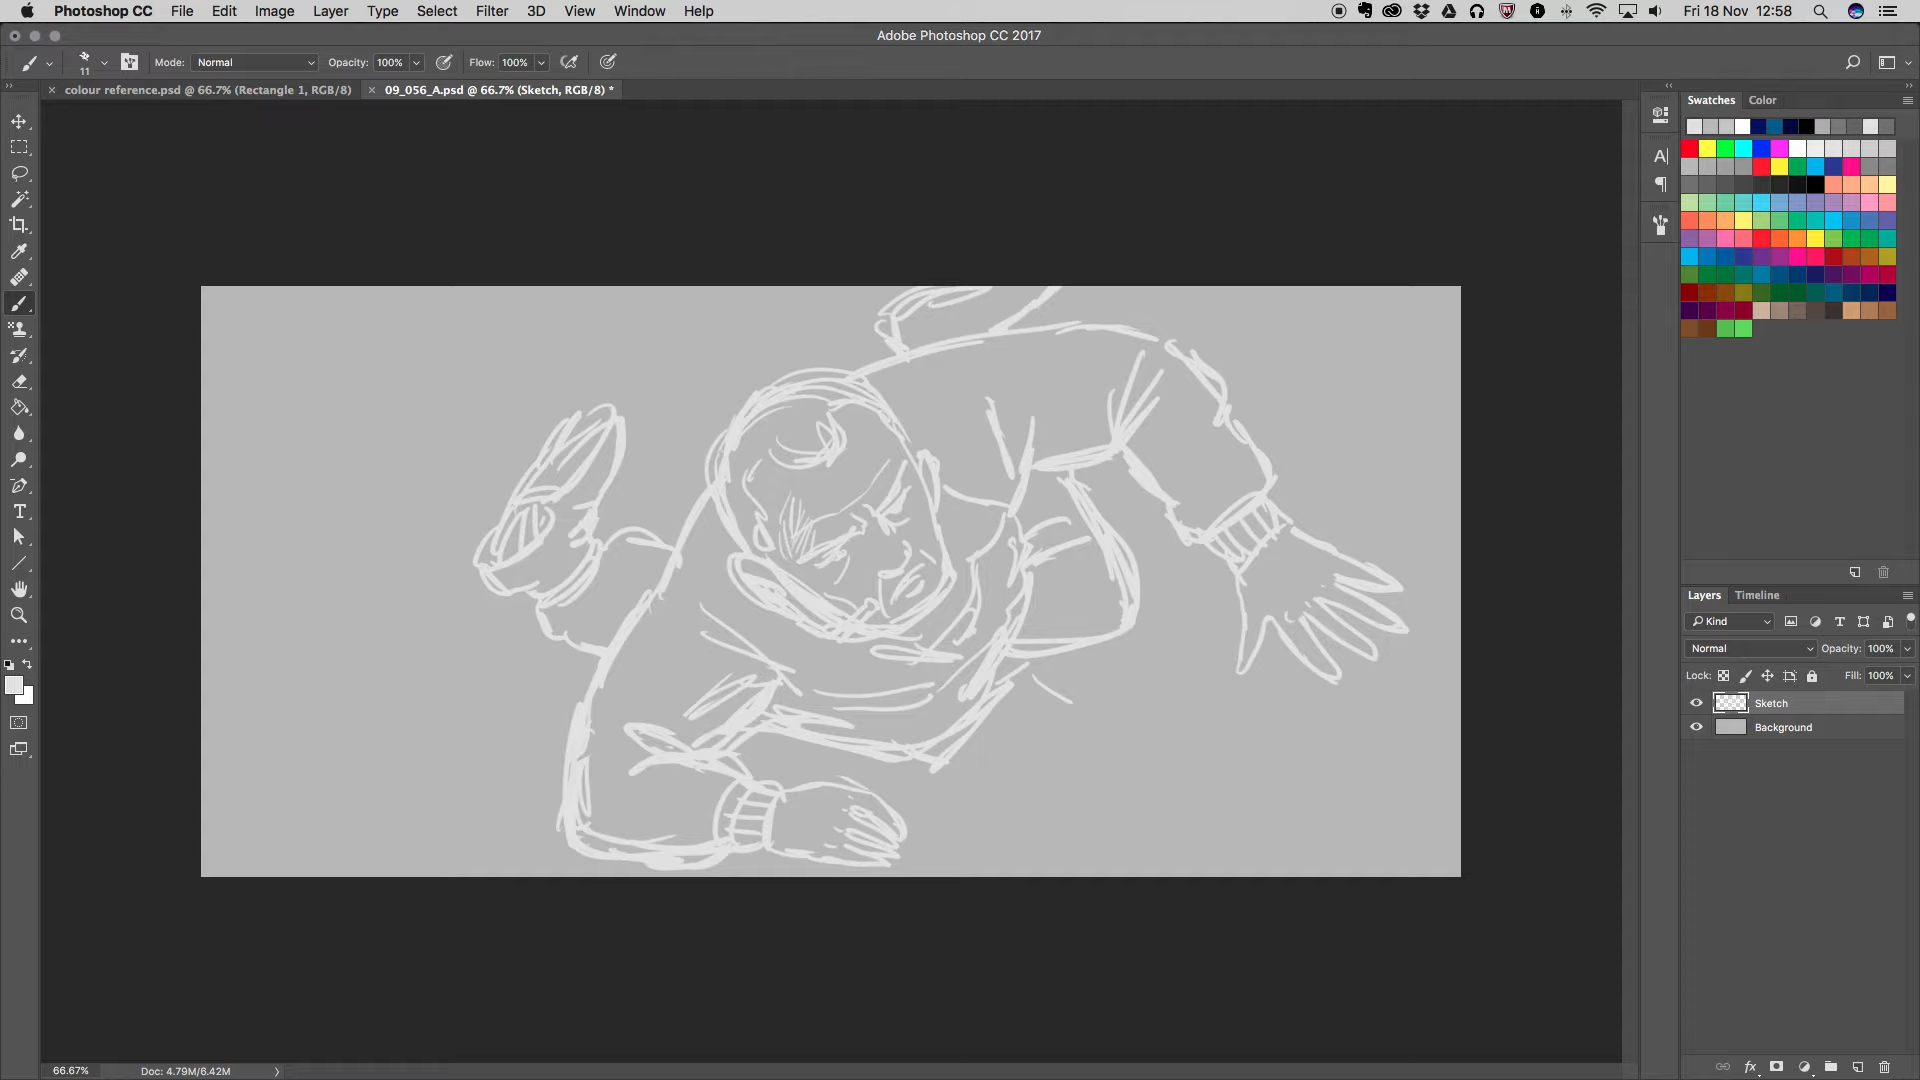 Photoshop CC File Edit Image Layer Type Select Filter 3D View Window Help Fri 18 Nov 12:58
Adobe Photoshop CC 2017
11 Mode: Normal Opacity: 100% Flow: 100%
colour reference.psd @ 66.7% (Rectangle 1, RGB/8) 09_056_A.psd @ 66.7% (Sketch, RGB/8) *
Swatches Color
Layers Timeline
Kind
Normal Opacity: 100%
Lock: Fill: 100%
Sketch
Background
66.67% Doc: 4.79M/6.42M
fx